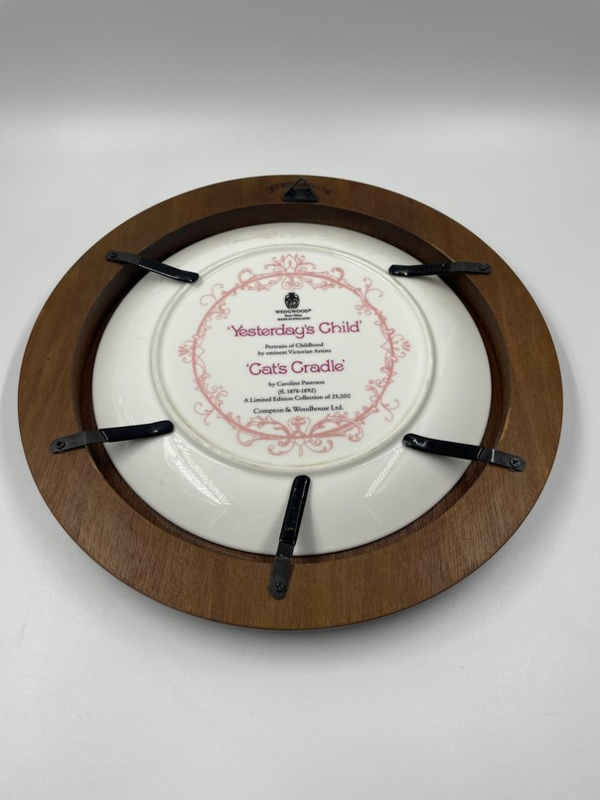 WEDGWOOD®
Bone China
MADE IN ENGLAND
'Yesterday's Child'
Portraits of Childhood
by eminent Victorian Artists
'Cat's Cradle'
by Caroline Paterson
(fl. 1878-1892)
A Limited Edition Collection of 25,000
Compton & Woodhouse Ltd.